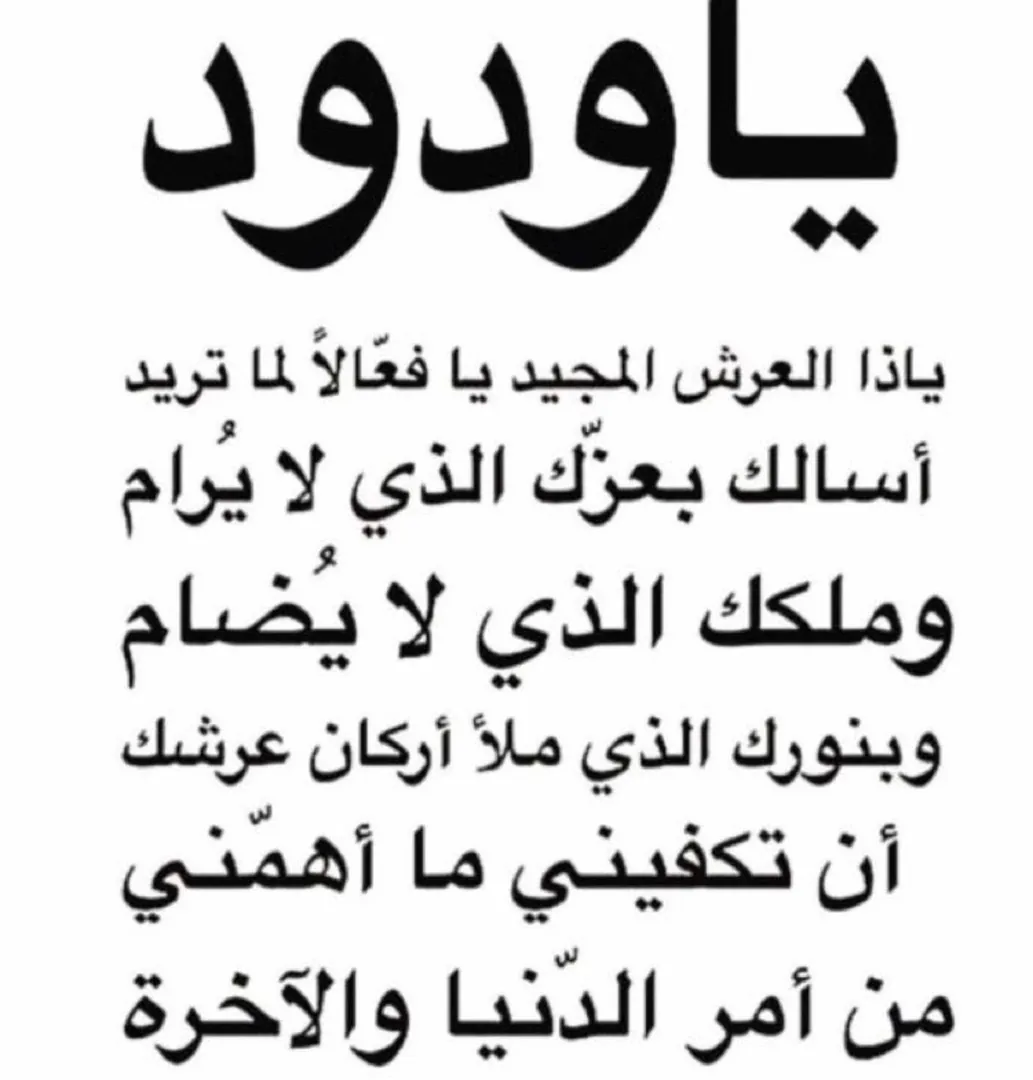 ياودود
ياذا العرش المجيد يا فعّالاً لما تريد
أسالك بعزّك الذي لا يُرام
وملكك الذي لا يُضام
وبنورك الذي ملأ أركان عرشك
أن تكفيني ما أهمّني
من أمر الدّنيا والآخرة